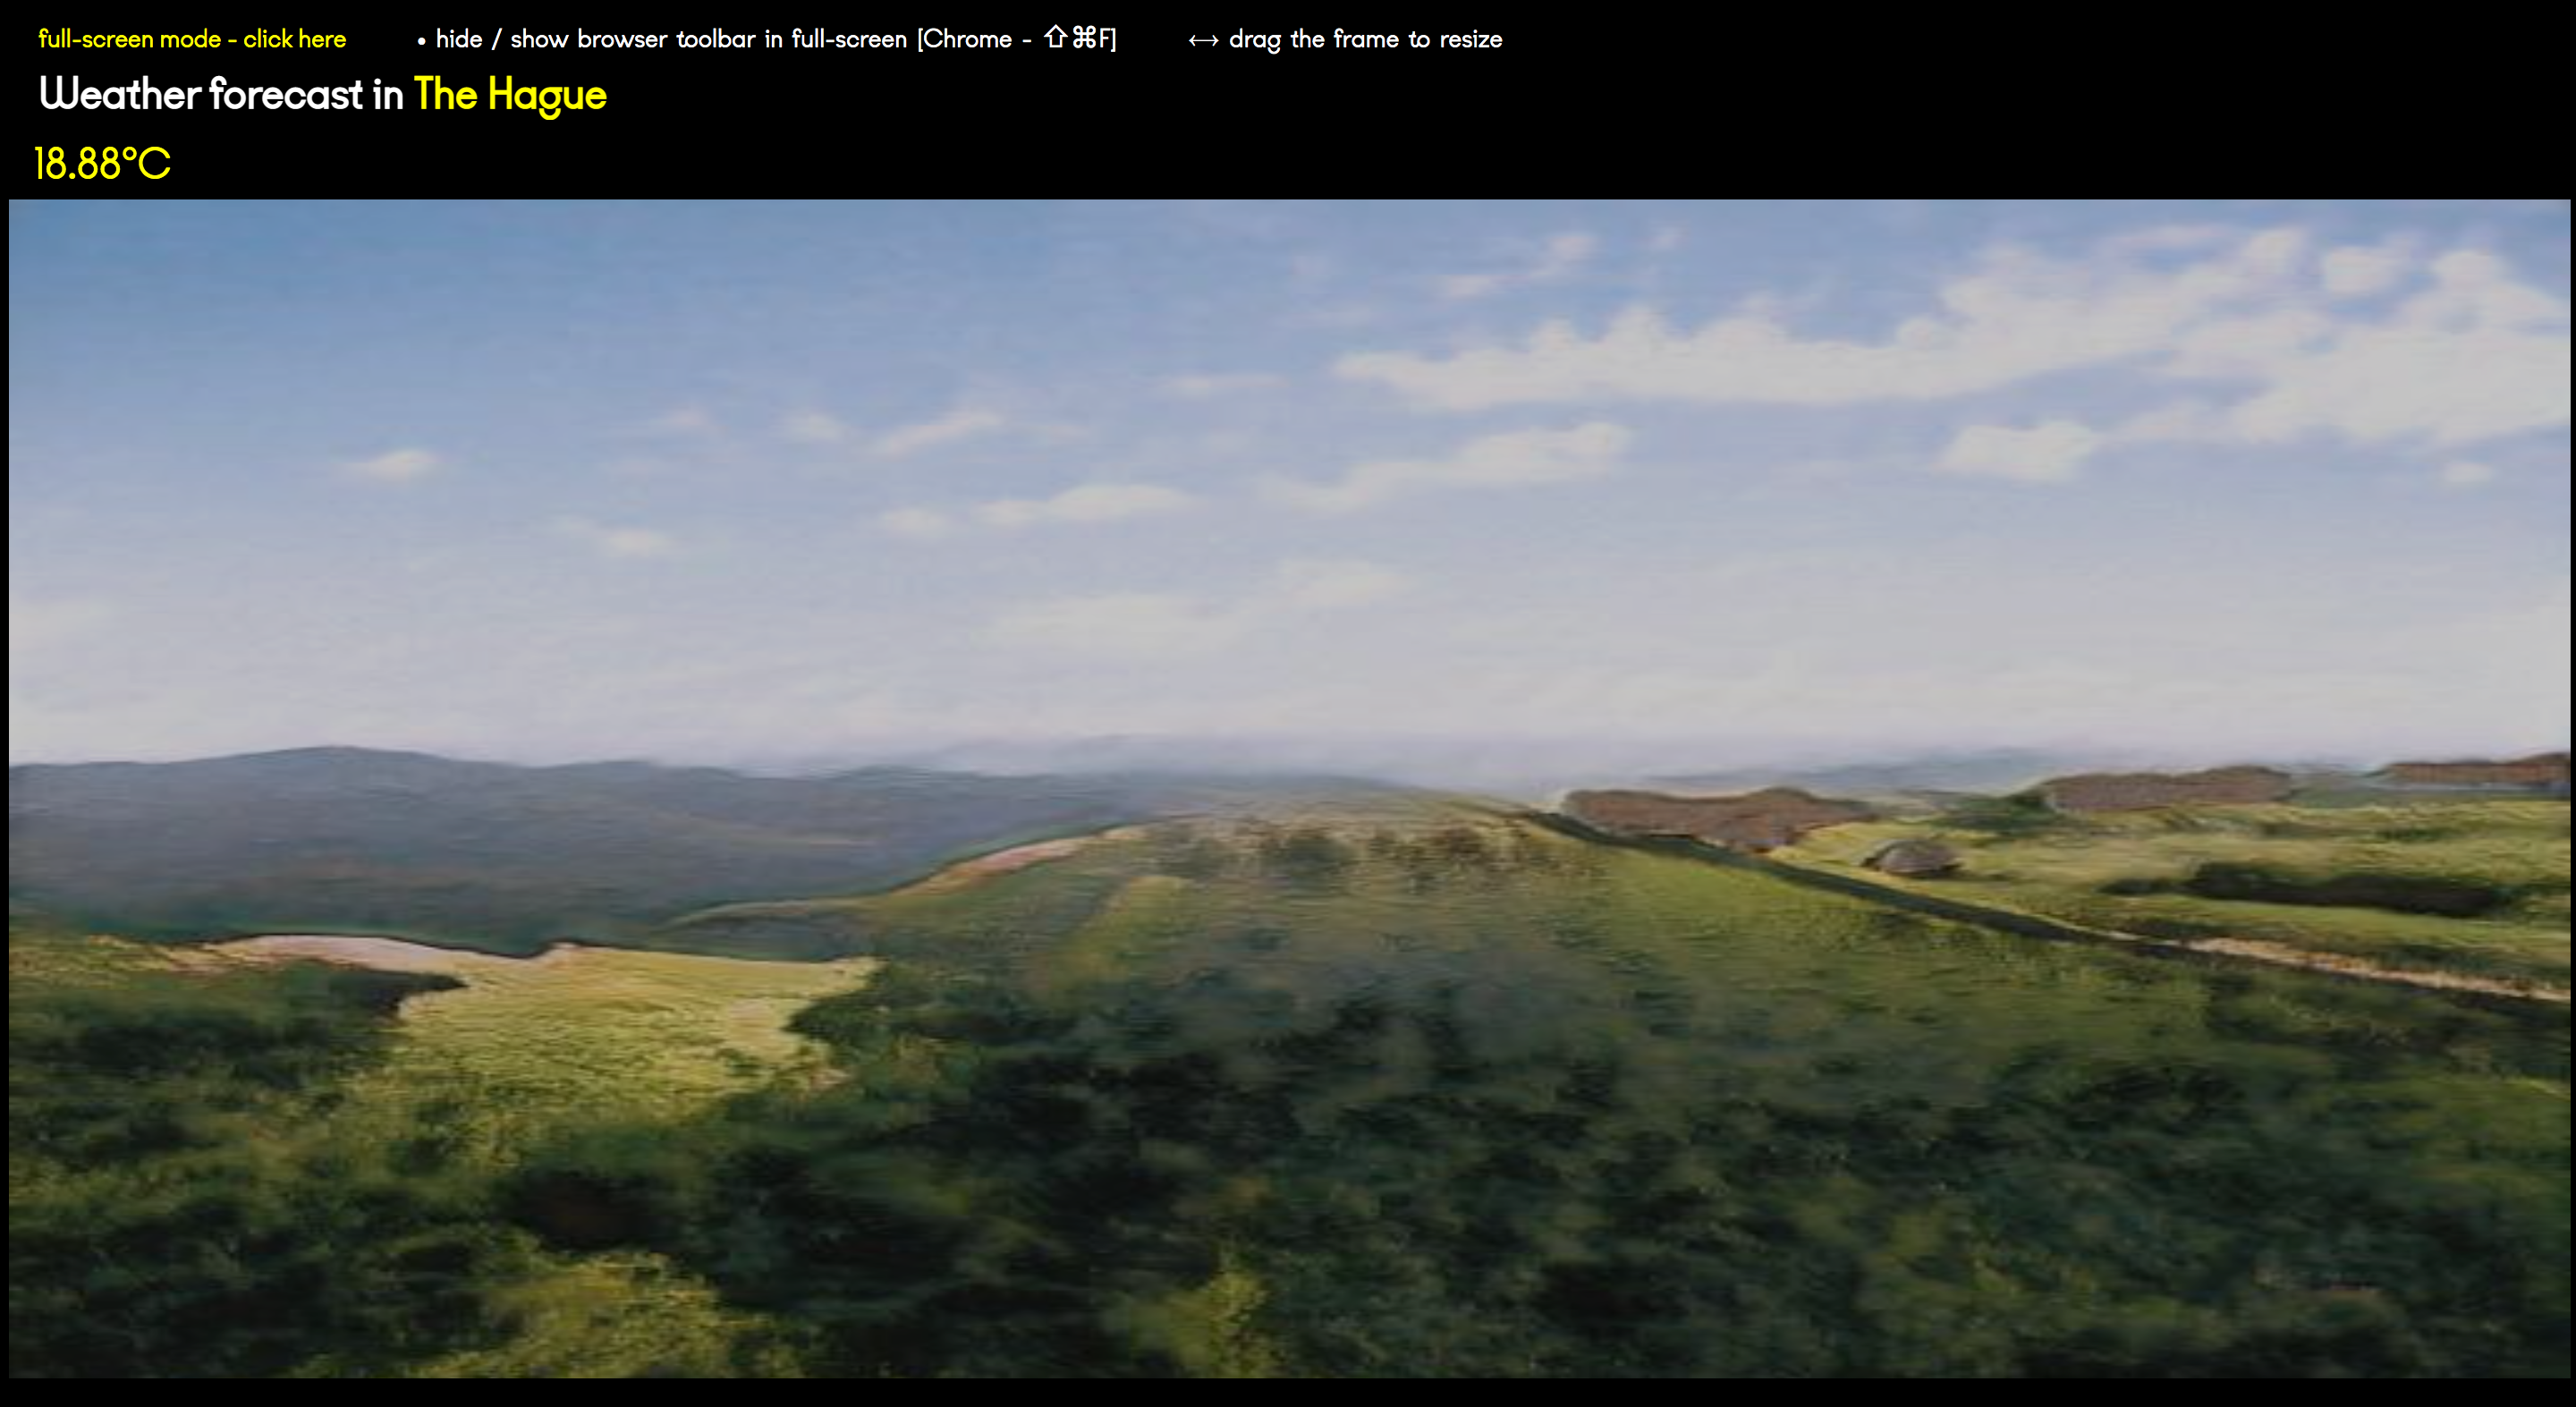 full-screen mode - click here • hide / show browser toolbar in full-screen [Chrome - ⇧⌘F] ↔ drag the frame to resize
Weather forecast in The Hague
18.88°C